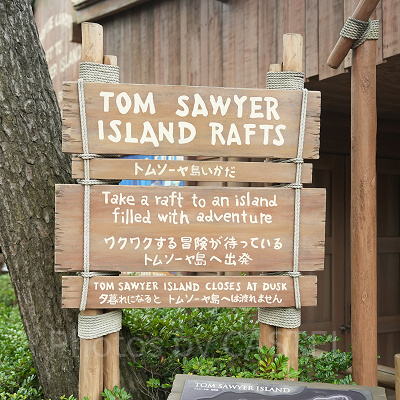 TOM SAWYER
ISLAND RAFTS
トムソーヤ島いかだ
Take a raft to an island
filled with adventure
ワクワクする冒険が待っている
トムソーヤ島へ出発
TOM SAWYER ISLAND CLOSES AT DUSK
夕暮れになると トムソーヤ島へは渡れません
TOM SAWYER ISLAND